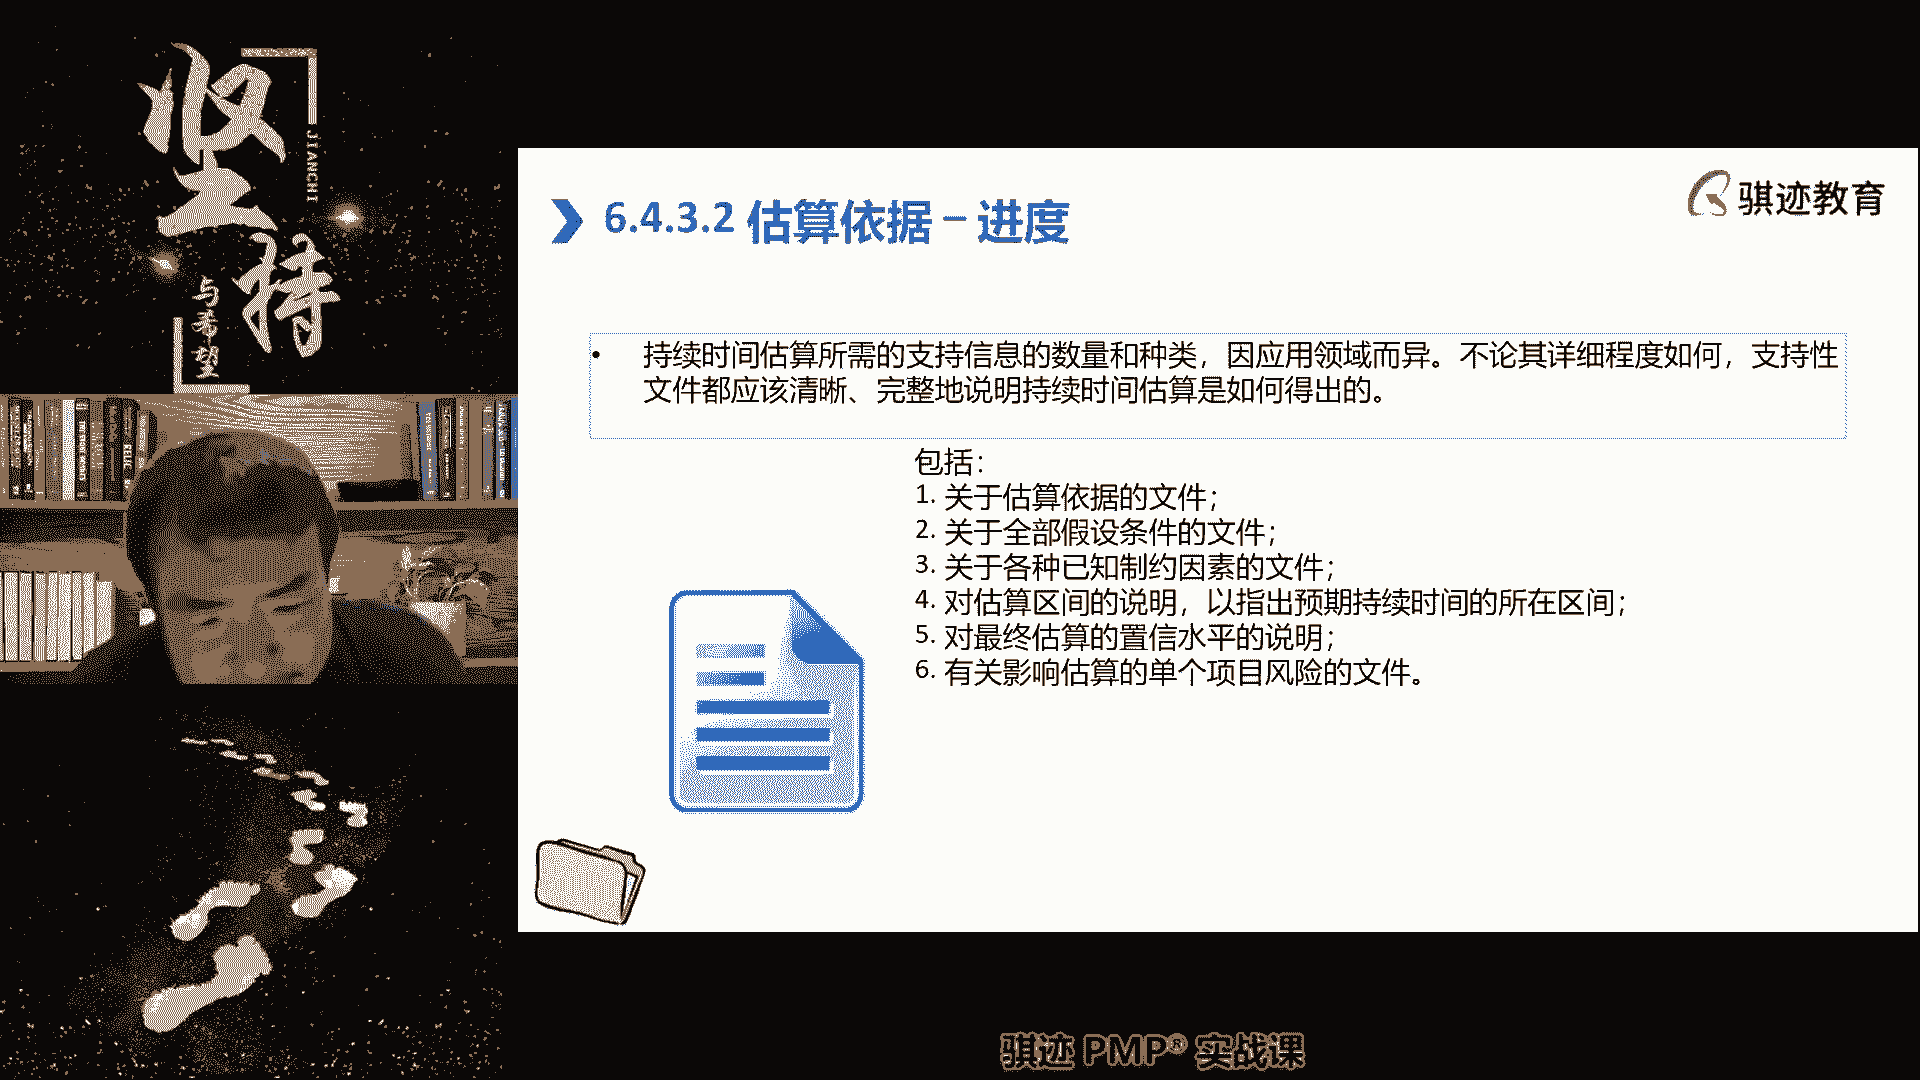 坚持
JIANCHI
与希望
骐迹教育
6.4.3.2 估算依据 – 进度
• 持续时间估算所需的支持信息的数量和种类，因应用领域而异。不论其详细程度如何，支持性
文件都应该清晰、完整地说明持续时间估算是如何得出的。
包括：
1. 关于估算依据的文件；
2. 关于全部假设条件的文件；
3. 关于各种已知制约因素的文件；
4. 对估算区间的说明，以指出预期持续时间的所在区间；
5. 对最终估算的置信水平的说明；
6. 有关影响估算的单个项目风险的文件。
骐迹 PMP® 实战课